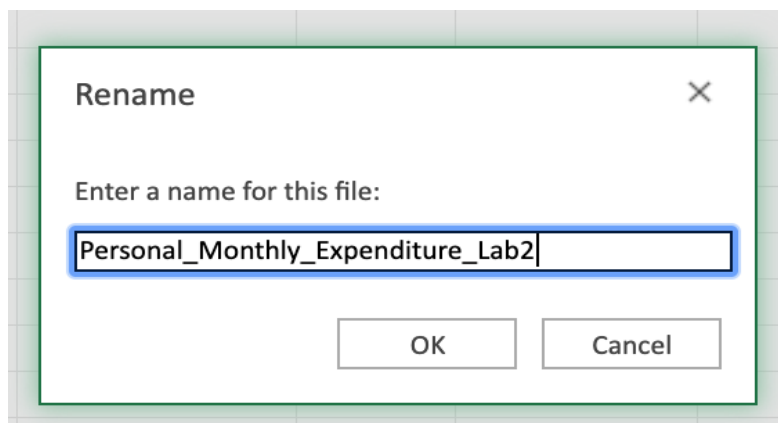 Rename
Enter a name for this file:
Personal_Monthly_Expenditure_Lab2
OK Cancel